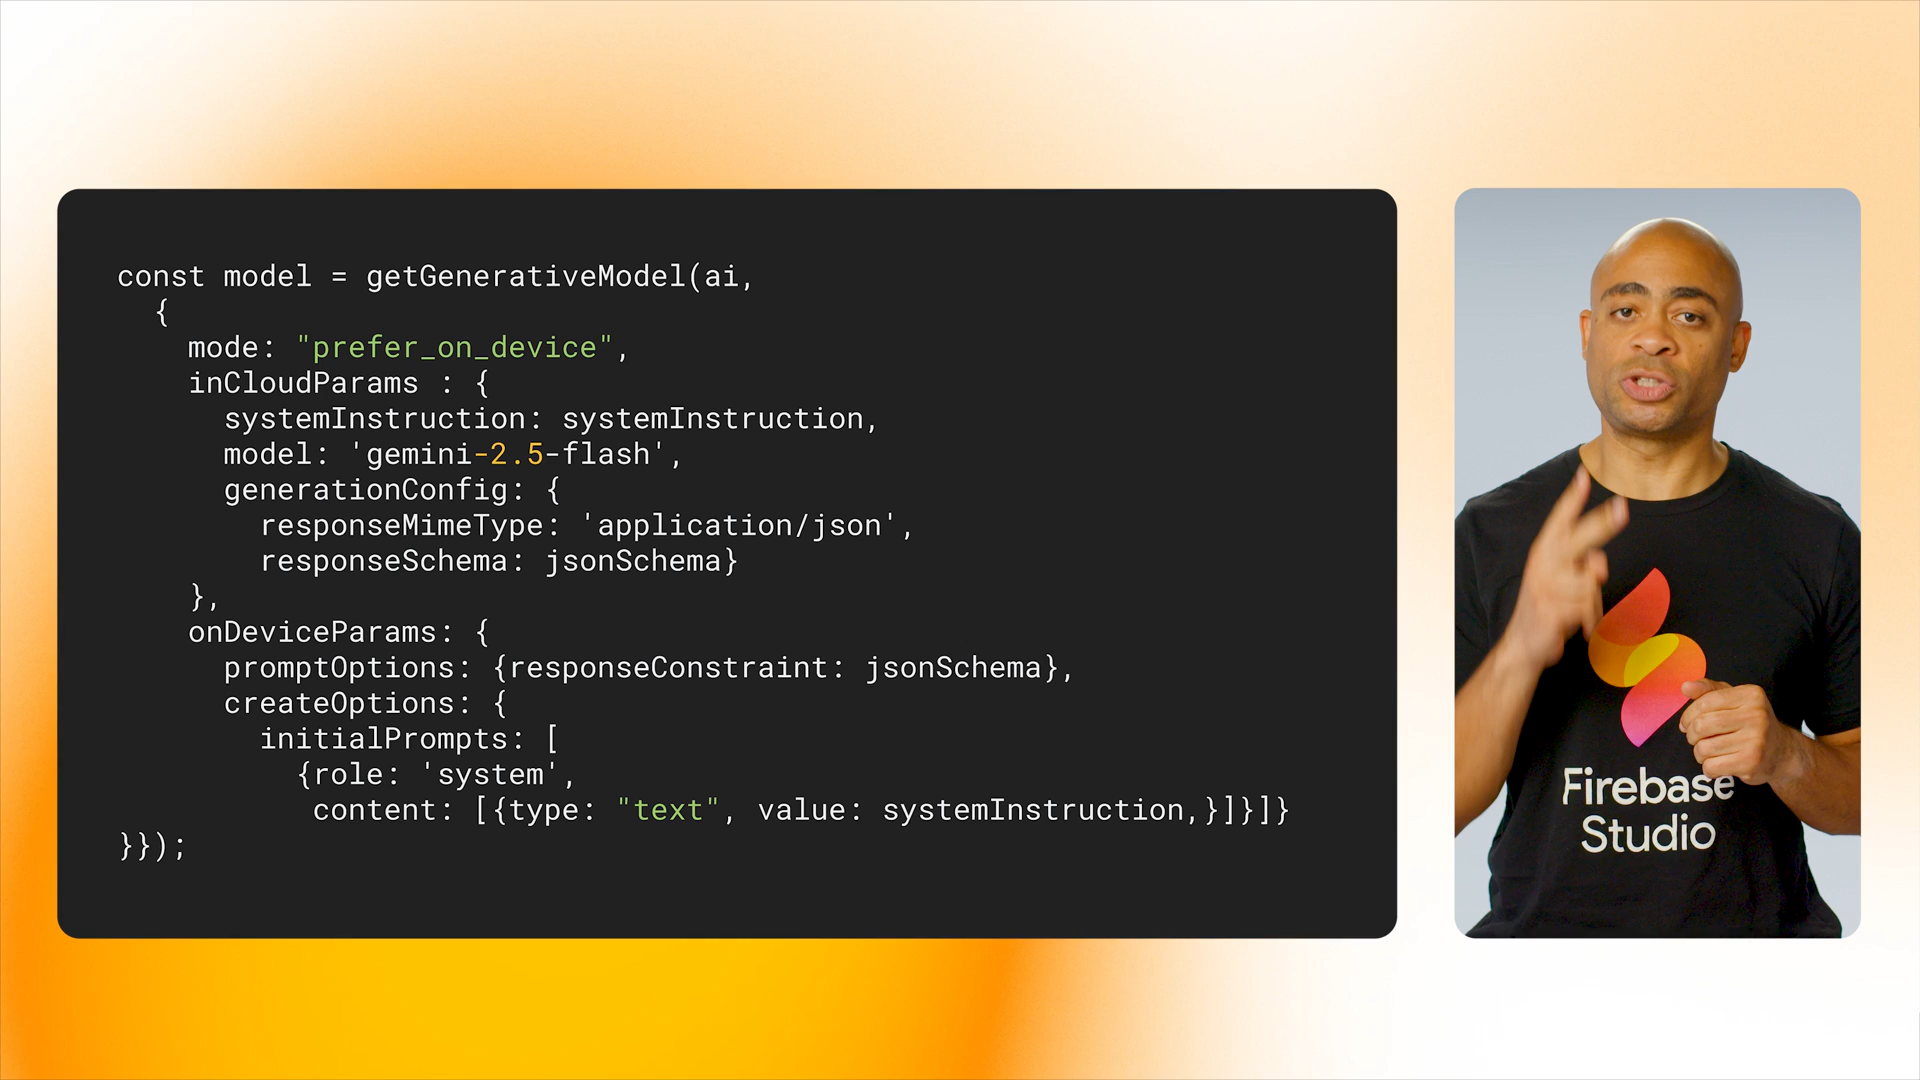 const model = getGenerativeModel(ai,
{
mode: "prefer_on_device",
inCloudParams : {
systemInstruction: systemInstruction,
model: 'gemini-2.5-flash',
generationConfig: {
responseMimeType: 'application/json',
responseSchema: jsonSchema}
},
onDeviceParams: {
promptOptions: {responseConstraint: jsonSchema},
createOptions: {
initialPrompts: [
{role: 'system',
content: [{type: "text", value: systemInstruction,}]}]}
}});
Firebase
Studio